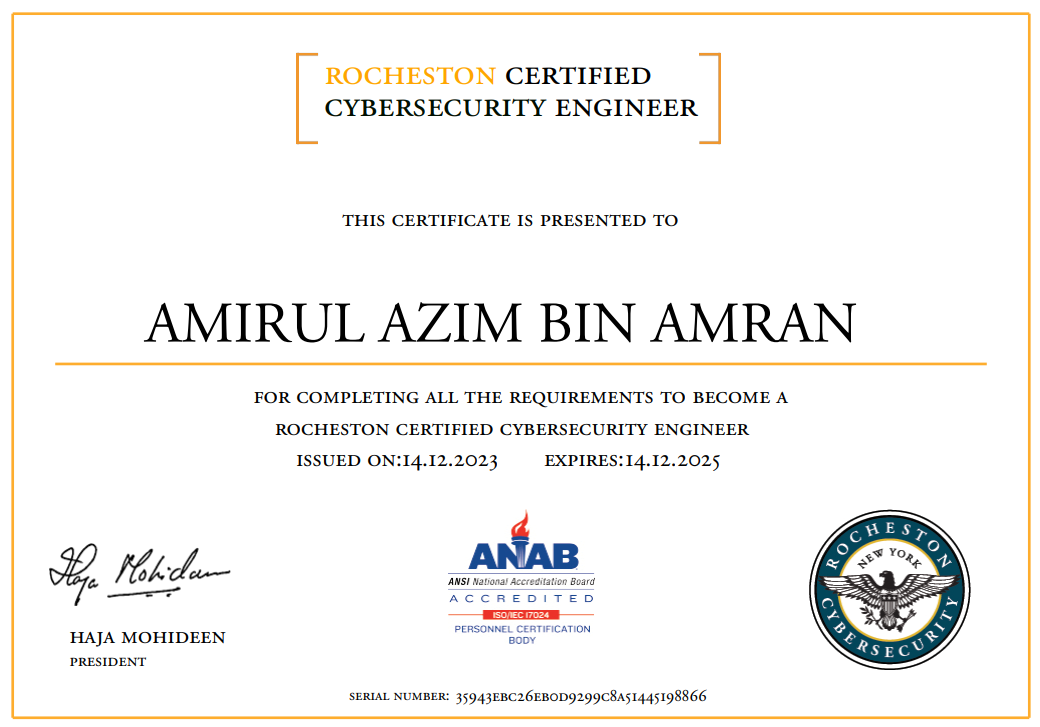 ROCHESTON CERTIFIED
CYBERSECURITY ENGINEER
THIS CERTIFICATE IS PRESENTED TO
AMIRUL AZIM BIN AMRAN
FOR COMPLETING ALL THE REQUIREMENTS TO BECOME A
ROCHESTON CERTIFIED CYBERSECURITY ENGINEER
ISSUED ON:14.12.2023 EXPIRES:14.12.2025
Haja Mohideen
HAJA MOHIDEEN
PRESIDENT
ANAB
ANSI National Accreditation Board
ACCREDITED
ISO/IEC 17024
PERSONNEL CERTIFICATION
BODY
ROCHESTON
NEW YORK
CYBERSECURITY
SERIAL NUMBER: 35943EBC26EB0D9299C8A51445198866